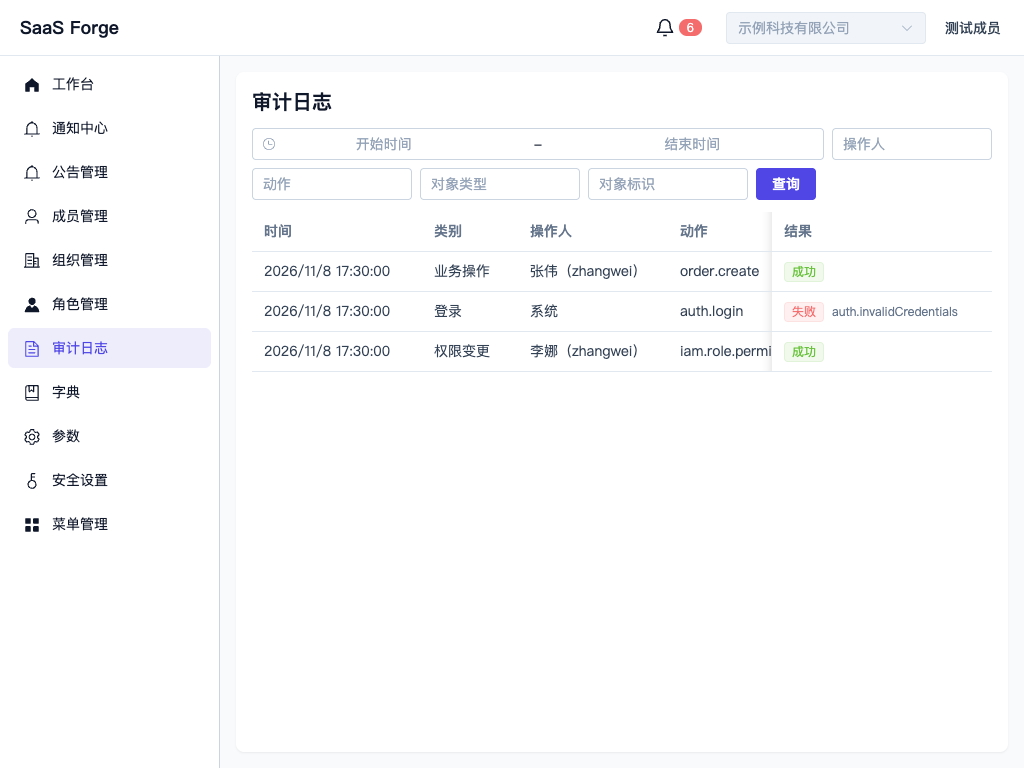 SaaS Forge
6
示例科技有限公司
测试成员
工作台
通知中心
公告管理
成员管理
组织管理
角色管理
审计日志
字典
参数
安全设置
菜单管理
审计日志
开始时间 – 结束时间 操作人
动作 对象类型 对象标识 查询
时间 类别 操作人 动作 结果
2026/11/8 17:30:00 业务操作 张伟（zhangwei） order.create 成功
2026/11/8 17:30:00 登录 系统 auth.login 失败 auth.invalidCredentials
2026/11/8 17:30:00 权限变更 李娜（zhangwei） iam.role.permi 成功